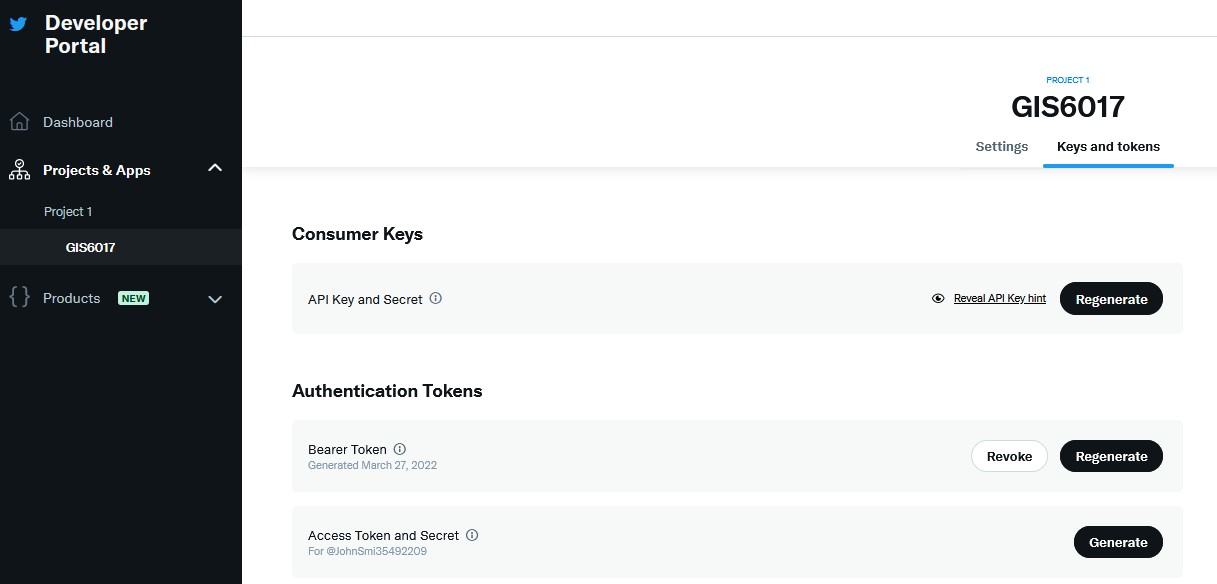 Developer
Portal
Dashboard
Projects & Apps
Project 1
GIS6017
Products NEW
PROJECT 1
GIS6017
Settings Keys and tokens
Consumer Keys
API Key and Secret Reveal API Key hint Regenerate
Authentication Tokens
Bearer Token
Generated March 27, 2022
Revoke Regenerate
Access Token and Secret
For @JohnSmi35492209
Generate